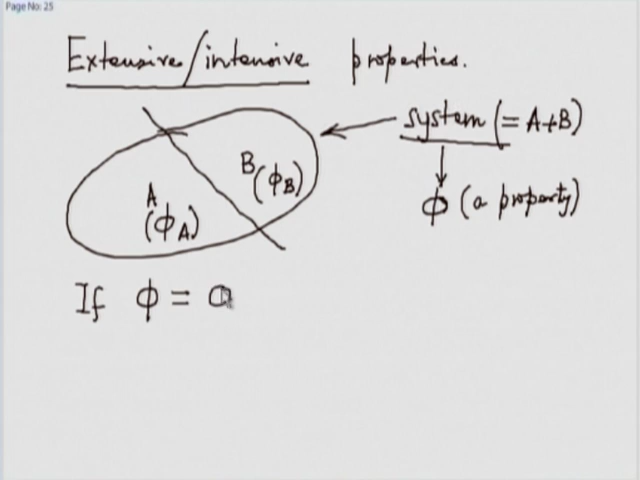 Page No: 25
Extensive/intensive properties.
system (= A+B)
B
(ϕB)
A
(ϕA)
ϕ (a property)
If ϕ =